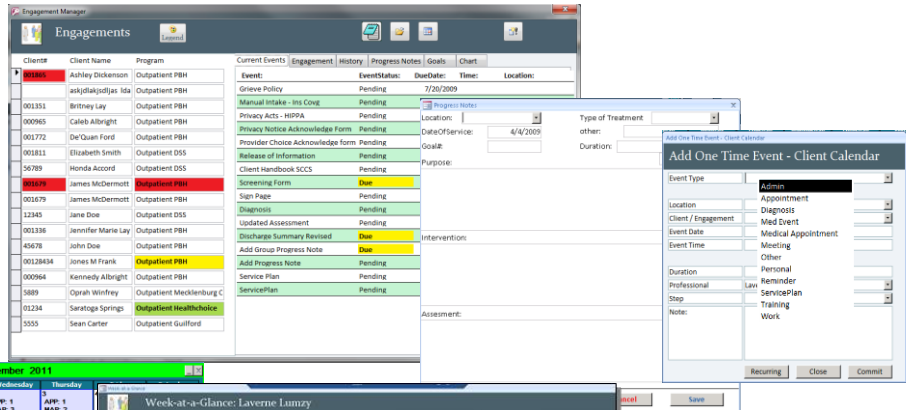 Engagement Manager
Engagements
Legend
Client# Client Name Program
001865 Ashley Dickenson Outpatient PBH
askjdlakjsdljas lda Outpatient PBH
001351 Britney Lay Outpatient PBH
000965 Caleb Albright Outpatient PBH
001772 De'Quan Ford Outpatient PBH
001811 Elizabeth Smith Outpatient DSS
56789 Honda Accord Outpatient DSS
001679 James McDermott Outpatient PBH
001679 James McDermott Outpatient PBH
12345 Jane Doe Outpatient DSS
001336 Jennifer Marie Lay Outpatient PBH
45678 John Doe Outpatient PBH
00128434 Jones M Frank Outpatient PBH
000964 Kennedy Albright Outpatient PBH
5889 Oprah Winfrey Outpatient Mecklenburg C
01234 Saratoga Springs Outpatient Healthchoice
5555 Sean Carter Outpatient Guilford
Current Events Engagement History Progress Notes Goals Chart
Event: EventStatus: DueDate: Time: Location:
Grieve Policy Pending 7/20/2009
Manual Intake - Ins Covg Pending
Privacy Acts - HIPPA Pending
Privacy Notice Acknowledge Form Pending
Provider Choice Acknowledge form Pending
Release of Information Pending
Client Handbook SCCS Pending
Screening Form Due
Sign Page Pending
Diagnosis Pending
Updated Assessment Pending
Discharge Summary Revised Due
Add Group Progress Note Due
Add Progress Note Pending
Service Plan Pending
ServicePlan Pending
Progress Notes
Location: Type of Treatment
DateOfService: 4/4/2009 other:
Goal#: Duration:
Purpose:
Intervention:
Assesment:
Save
Add One Time Event - Client Calendar
Add One Time Event - Client Calendar
Event Type
Admin
Appointment
Diagnosis
Med Event
Medical Appointment
Meeting
Other
Personal
Reminder
ServicePlan
Training
Work
Location
Client / Engagement
Event Date
Event Time
Duration
Professional
Step
Note:
Recurring Close Commit
2011
Thursday
3
APP: 1
Week-at-a-Glance
Week-at-a-Glance: Laverne Lumzy